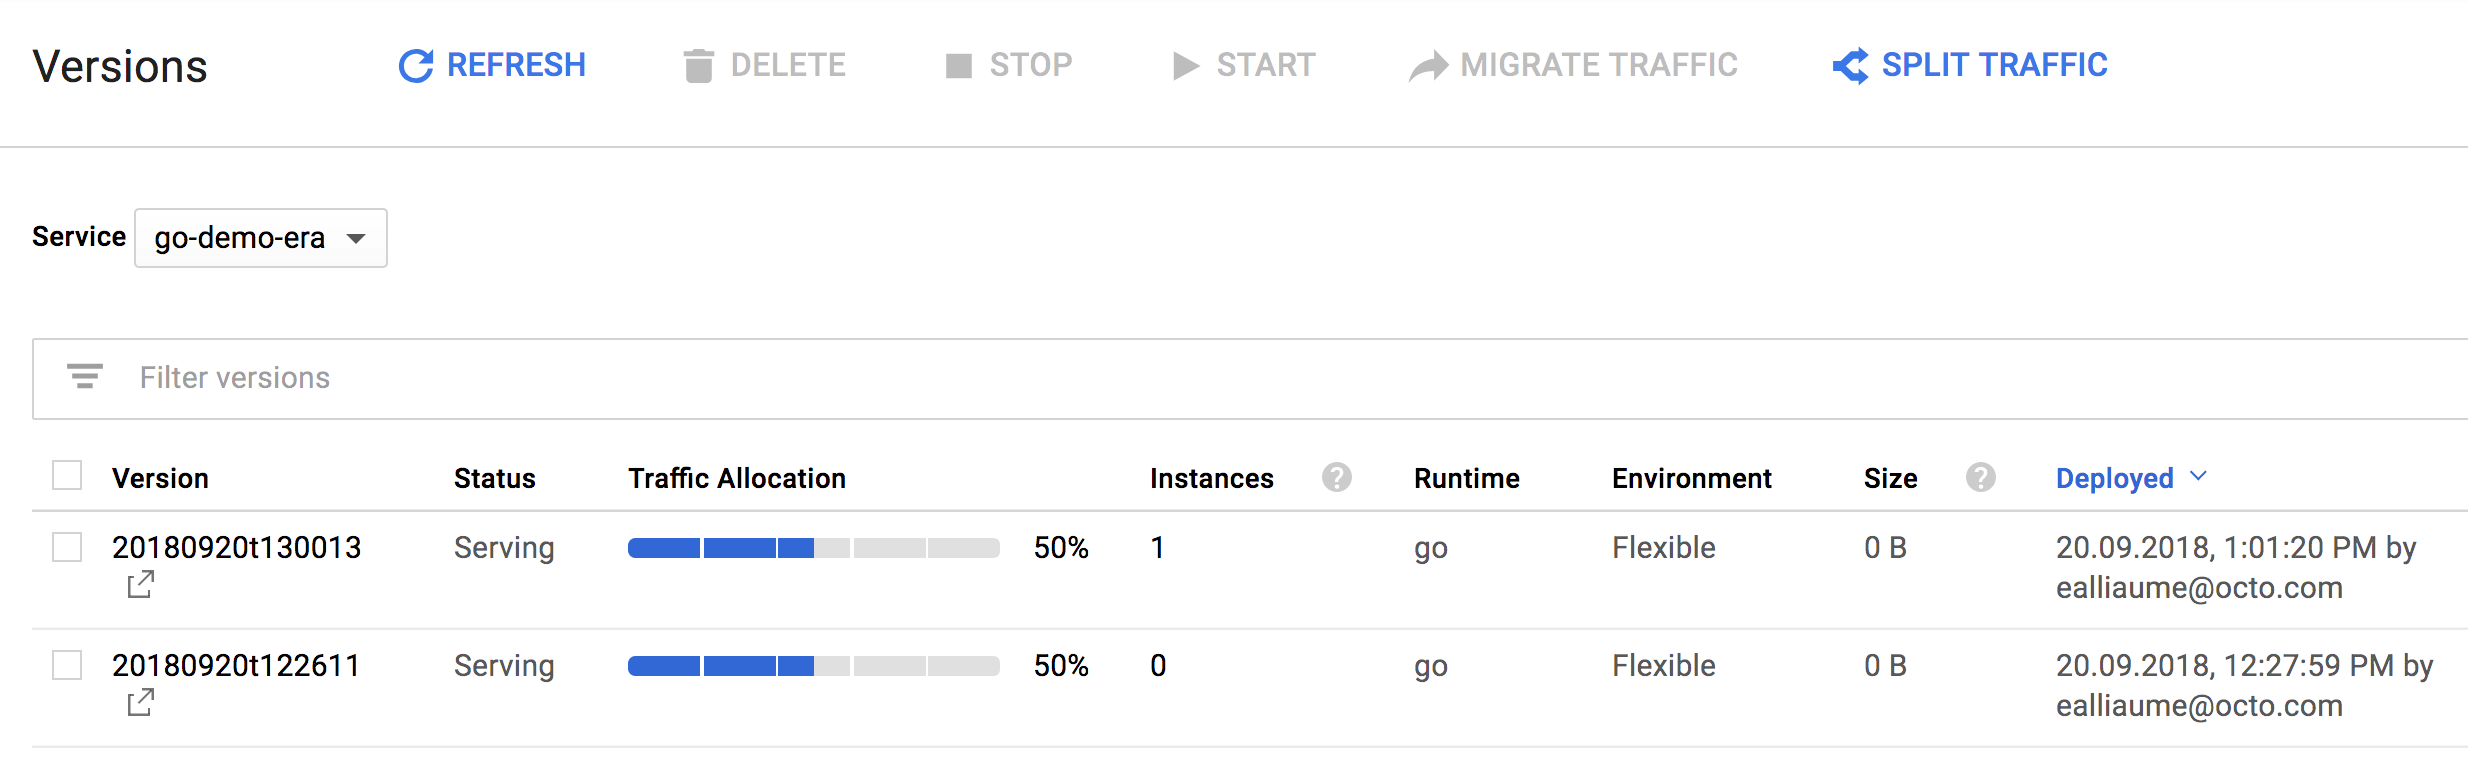 Versions REFRESH DELETE STOP START MIGRATE TRAFFIC SPLIT TRAFFIC
Service go-demo-era
Filter versions
Version Status Traffic Allocation Instances ? Runtime Environment Size ? Deployed
20180920t130013 Serving 50% 1 go Flexible 0 B 20.09.2018, 1:01:20 PM by
ealliaume@octo.com
20180920t122611 Serving 50% 0 go Flexible 0 B 20.09.2018, 12:27:59 PM by
ealliaume@octo.com